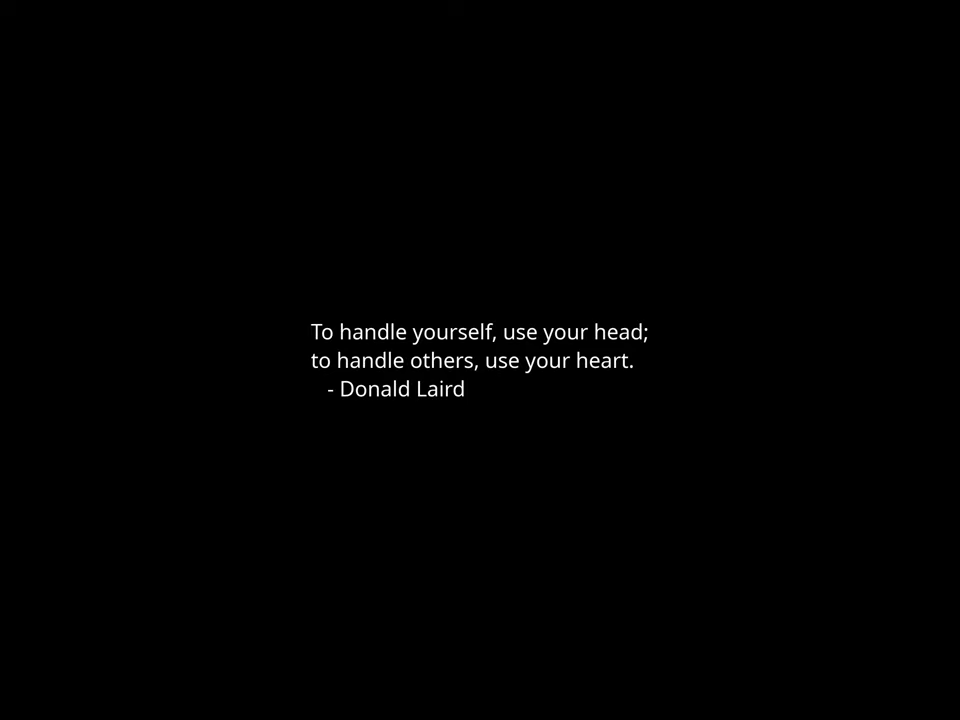 To handle yourself, use your head;
to handle others, use your heart.
- Donald Laird